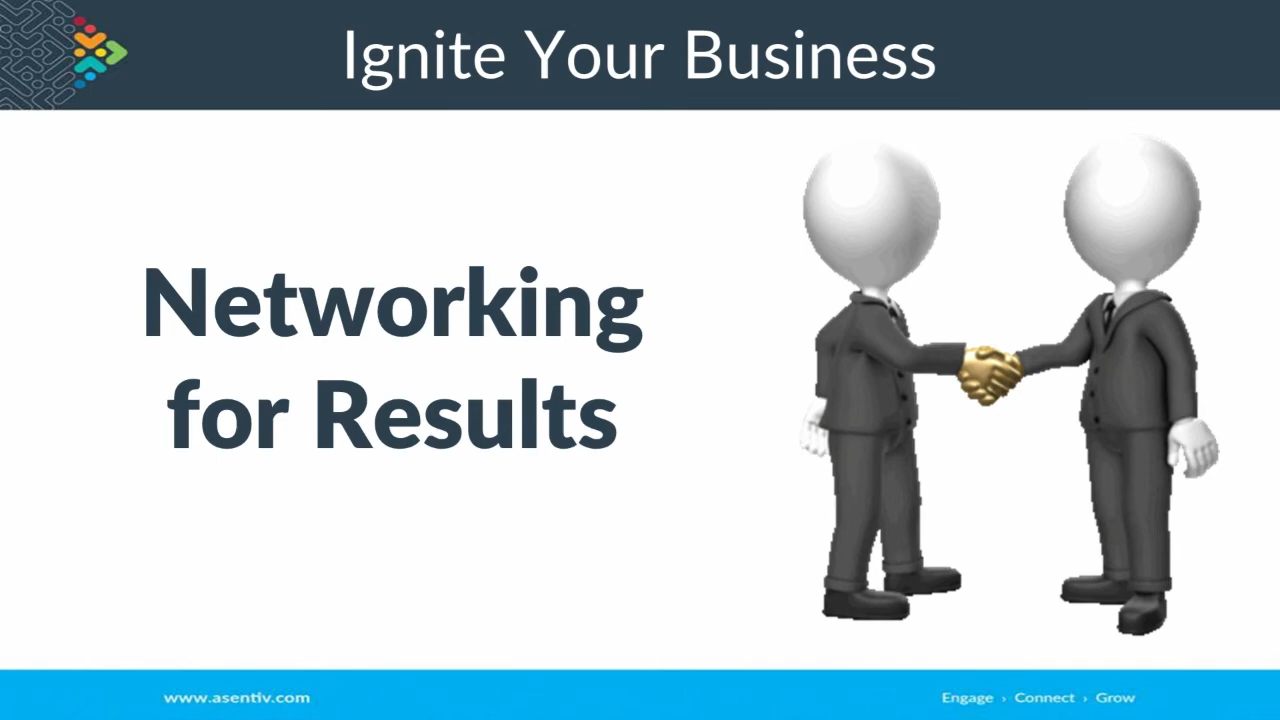 Ignite Your Business
Networking
for Results
www.asentiv.com
Engage › Connect › Grow